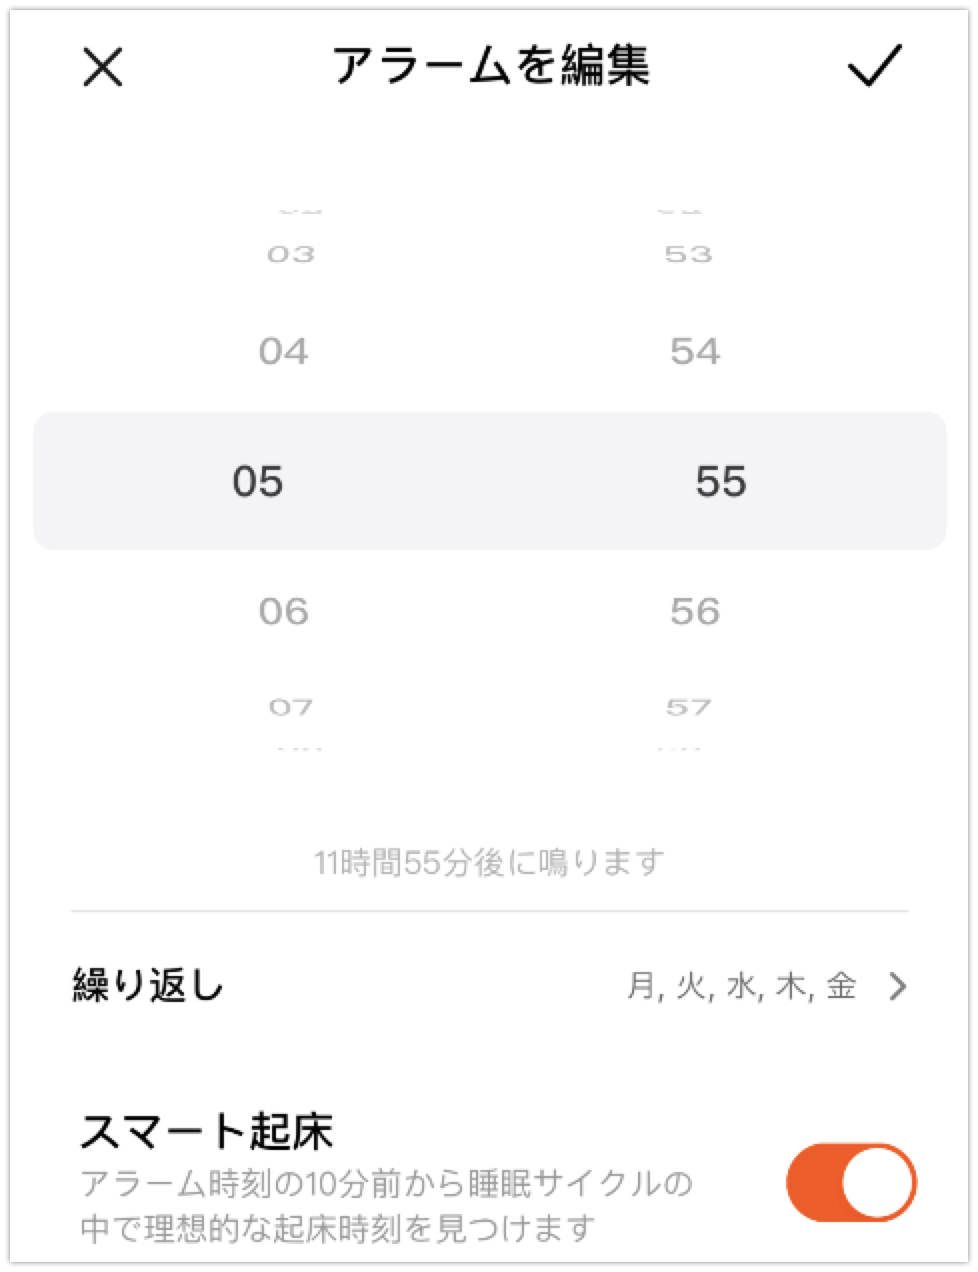 アラームを編集
03 53
04 54
05 55
06 56
07 57
11時間55分後に鳴ります
繰り返し 月, 火, 水, 木, 金
スマート起床
アラーム時刻の10分前から睡眠サイクルの
中で理想的な起床時刻を見つけます